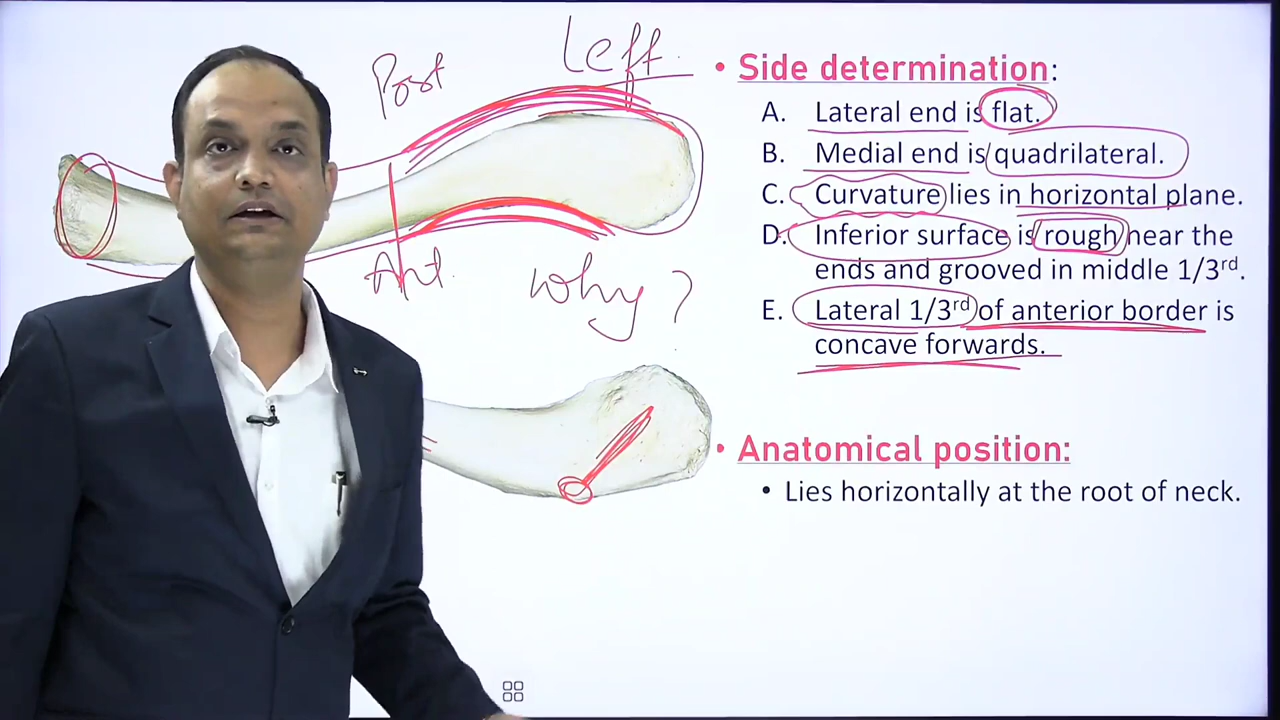 Left
Post
Ant.
Why?
• Side determination:
A. Lateral end is flat.
B. Medial end is quadrilateral.
C. Curvature lies in horizontal plane.
D. Inferior surface is rough near the
ends and grooved in middle 1/3rd.
E. Lateral 1/3rd of anterior border is
concave forwards.
• Anatomical position:
• Lies horizontally at the root of neck.